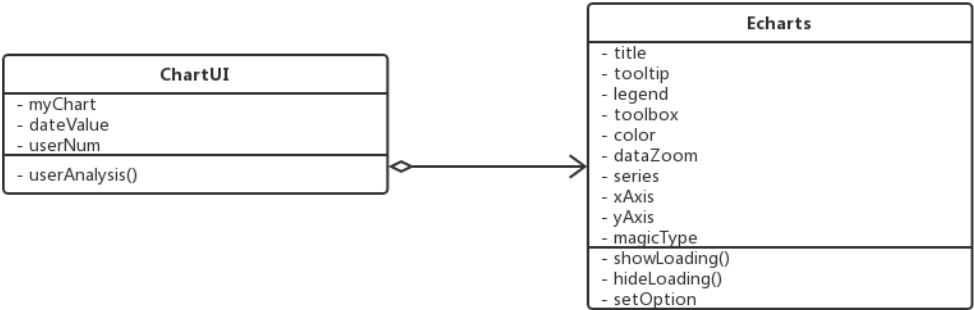 ChartUI
- myChart
- dateValue
- userNum
- userAnalysis()
Echarts
- title
- tooltip
- legend
- toolbox
- color
- dataZoom
- series
- xAxis
- yAxis
- magicType
- showLoading()
- hideLoading()
- setOption